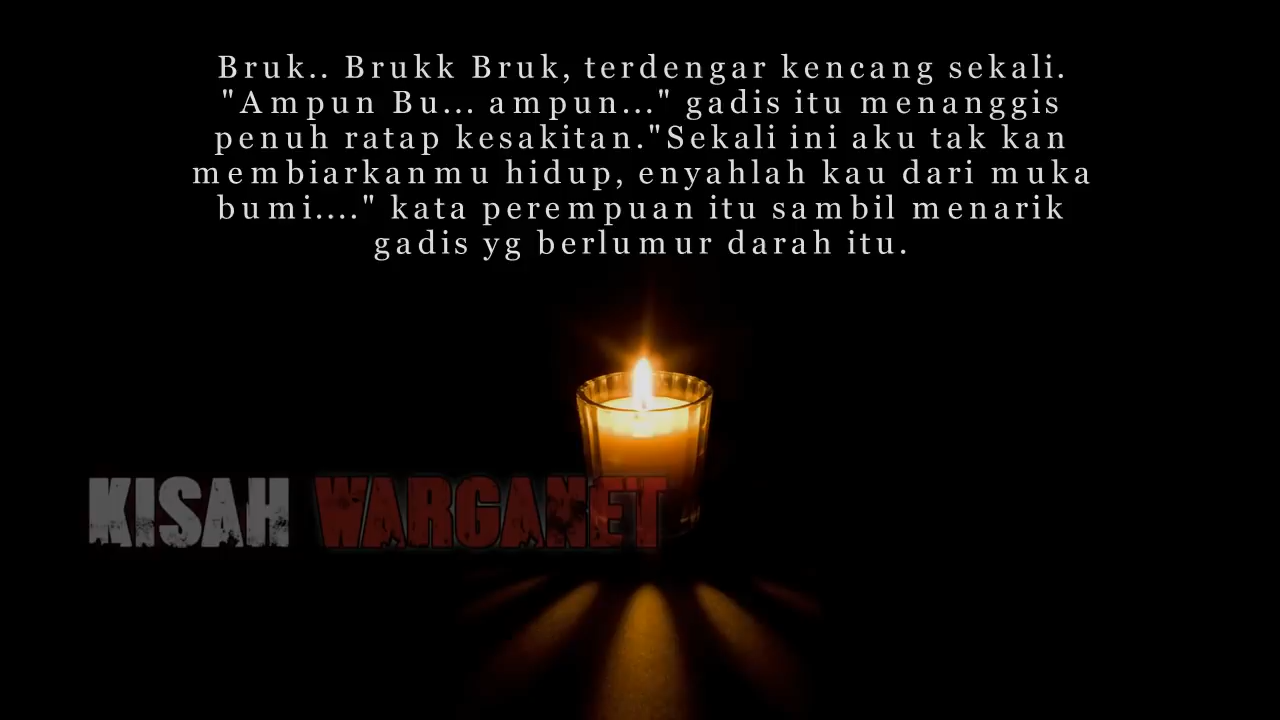 Bruk.. Brukk Bruk, terdengar kencang sekali.
"Ampun Bu... ampun..." gadis itu menanggis
penuh ratap kesakitan."Sekali ini aku tak kan
membiarkanmu hidup, enyahlah kau dari muka
bumi...." kata perempuan itu sambil menarik
gadis yg berlumur darah itu.
KISAH WARGANET